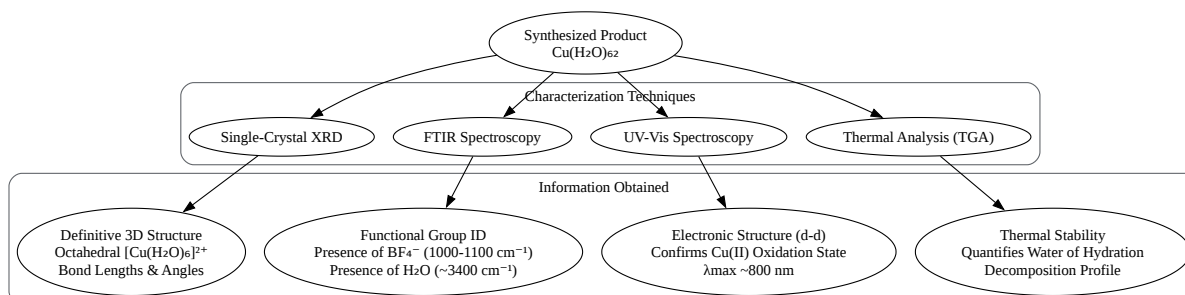 Synthesized Product
Cu(H₂O)₆₂
Characterization Techniques
Single-Crystal XRD
FTIR Spectroscopy
UV-Vis Spectroscopy
Thermal Analysis (TGA)
Information Obtained
Definitive 3D Structure
Octahedral [Cu(H₂O)₆]²⁺
Bond Lengths & Angles
Functional Group ID
Presence of BF₄⁻ (1000-1100 cm⁻¹)
Presence of H₂O (~3400 cm⁻¹)
Electronic Structure (d-d)
Confirms Cu(II) Oxidation State
λmax ~800 nm
Thermal Stability
Quantifies Water of Hydration
Decomposition Profile